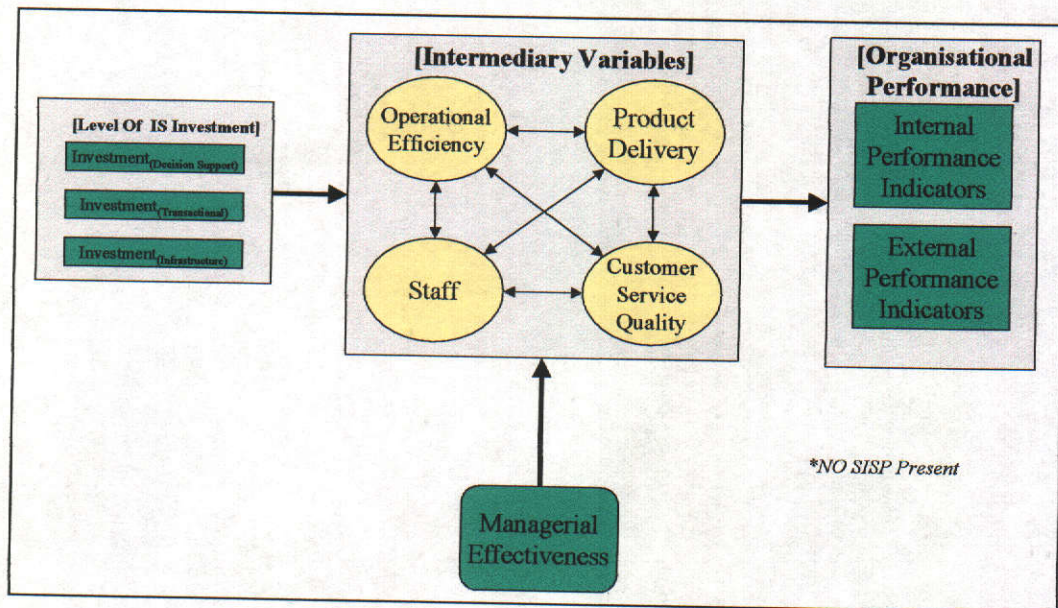 [Level Of IS Investment]
Investment(Decision Support)
Investment(Transactional)
Investment(Infrastructure)
[Intermediary Variables]
Operational
Efficiency
Product
Delivery
Staff
Customer
Service
Quality
[Organisational
Performance]
Internal
Performance
Indicators
External
Performance
Indicators
*NO SISP Present
Managerial
Effectiveness